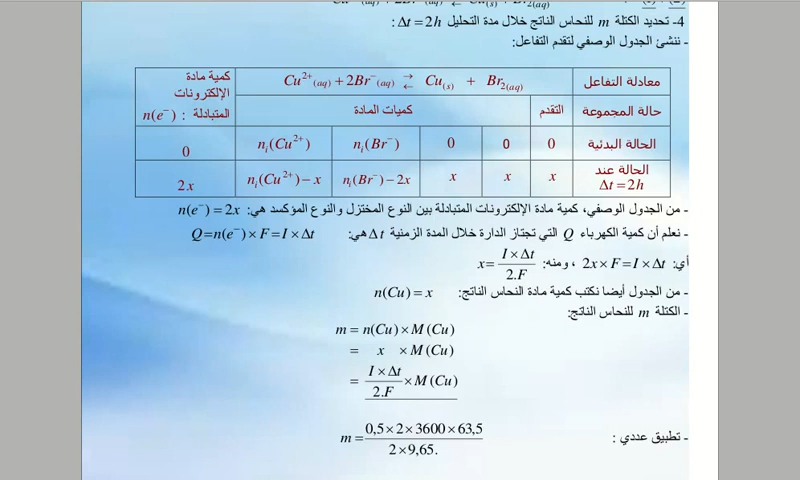 4- تحديد الكتلة m للنحاس الناتج خلال مدة التحليل Δt = 2h :
- ننشئ الجدول الوصفي لتقدم التفاعل:
معادلة التفاعل Cu²⁺(aq) + 2Br⁻(aq) ⇄ Cu(s) + Br2(aq) كمية مادة الإلكترونات المتبادلة : n(e⁻)
حالة المجموعة التقدم كميات المادة
الحالة البدئية 0 0 0 nᵢ(Br⁻) nᵢ(Cu²⁺) 0
الحالة عند Δt = 2h x x x nᵢ(Br⁻) − 2x nᵢ(Cu²⁺) − x 2x
- من الجدول الوصفي، كمية مادة الإلكترونات المتبادلة بين النوع المختزل والنوع المؤكسد هي: n(e⁻) = 2x
- نعلم أن كمية الكهرباء Q التي تجتاز الدارة خلال المدة الزمنية Δt هي: Q = n(e⁻) × F = I × Δt
أي: 2x × F = I × Δt ، ومنه: x = I × Δt / 2.F
- من الجدول أيضا نكتب كمية مادة النحاس الناتج: n(Cu) = x
- الكتلة m للنحاس الناتج:
m = n(Cu) × M(Cu)
= x × M(Cu)
= I × Δt / 2.F × M(Cu)
- تطبيق عددي : m = 0,5 × 2 × 3600 × 63,5 / 2 × 9,65.